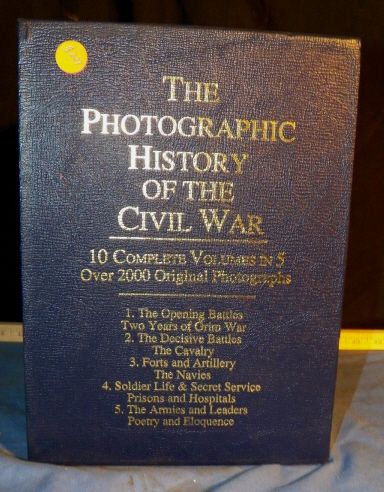 THE
PHOTOGRAPHIC
HISTORY
OF THE
CIVIL WAR
10 COMPLETE VOLUMES IN 5
Over 2000 Original Photographs
1. The Opening Battles
Two Years of Grim War
2. The Decisive Battles
The Cavalry
3. Forts and Artillery
The Navies
4. Soldier Life & Secret Service
Prisons and Hospitals
5. The Armies and Leaders
Poetry and Eloquence